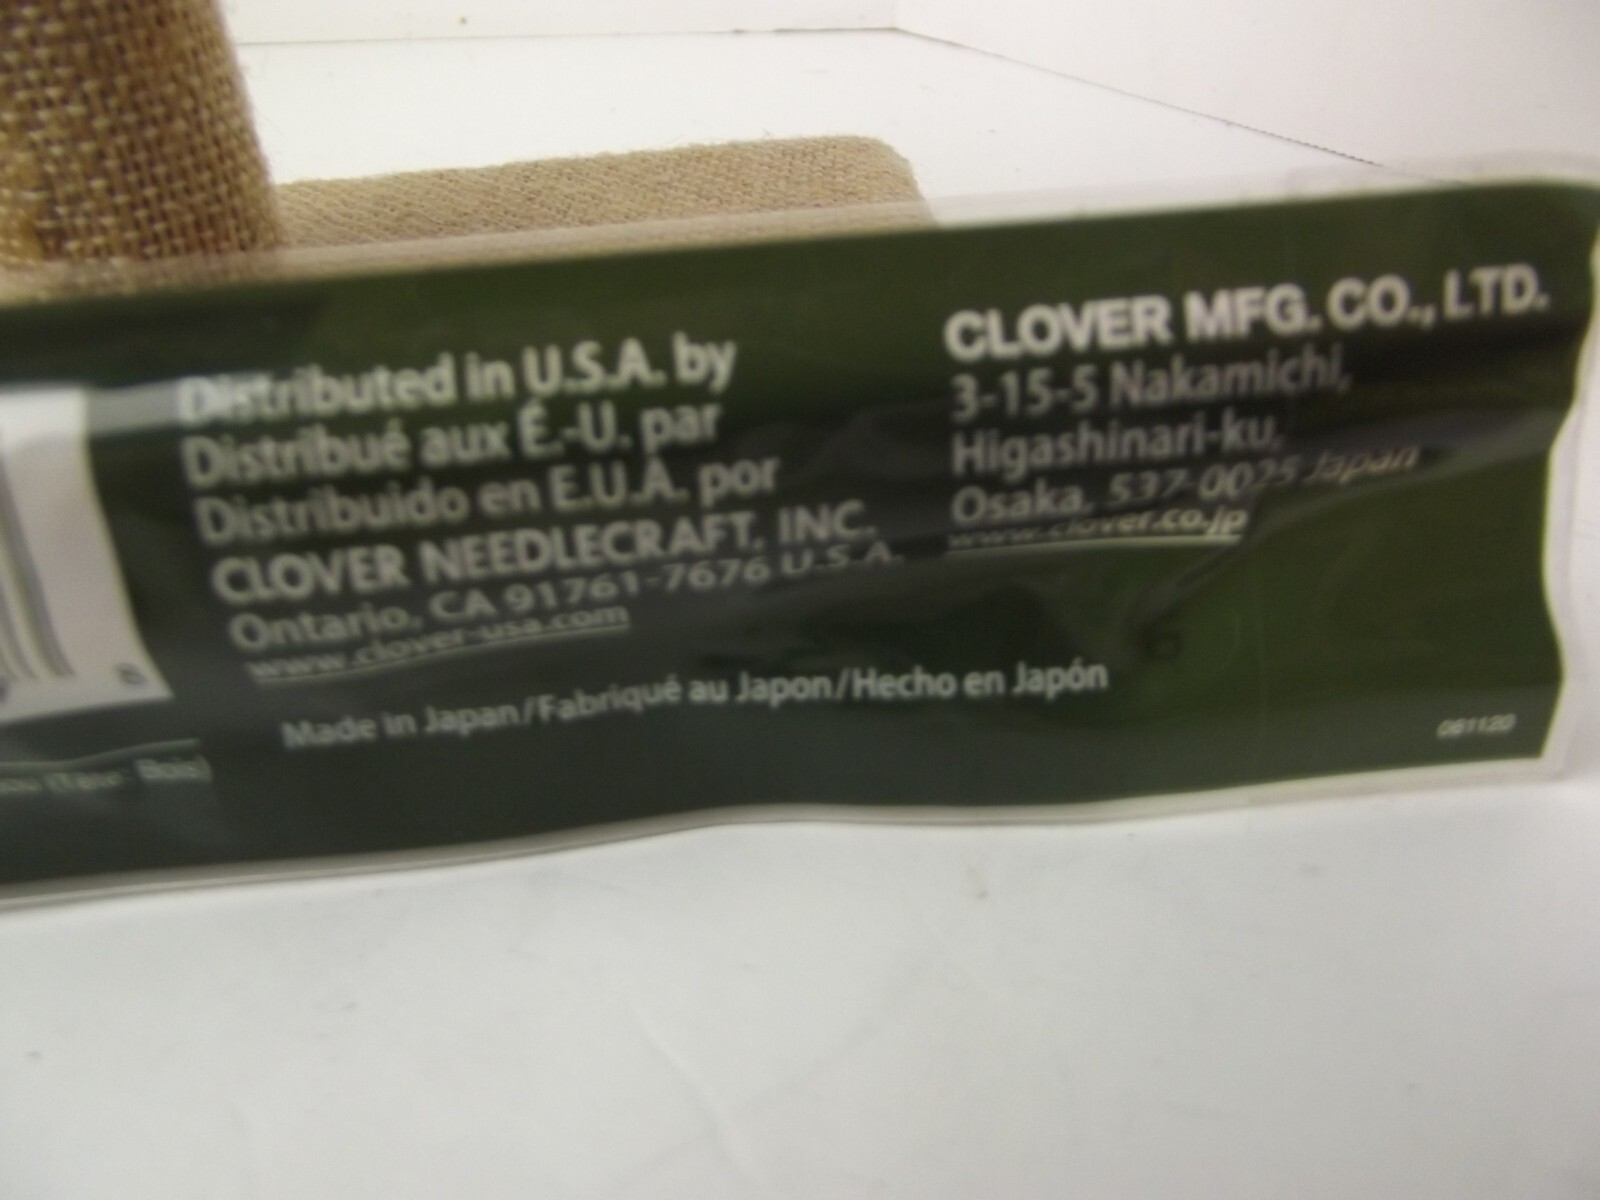 Distributed in U.S.A. by
Distribué aux É.-U. par
Distribuido en E.U.A. por
CLOVER NEEDLECRAFT, INC.
Ontario, CA 91761-7676 U.S.A.
www.clover-usa.com
CLOVER MFG. CO., LTD.
3-15-5 Nakamichi,
Higashinari-ku,
Osaka, 537-0025 Japan
www.clover.co.jp
Made in Japan/Fabriqué au Japon/Hecho en Japón
061120
Bois)